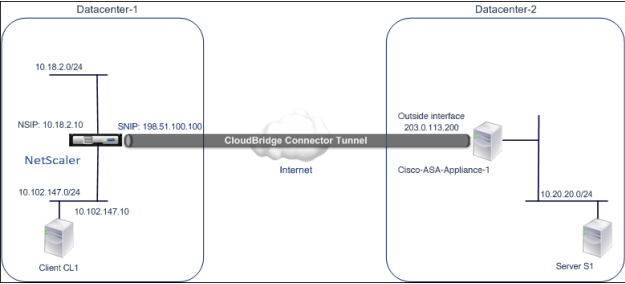 Datacenter-1
Datacenter-2
10.18.2.0/24
NSIP: 10.18.2.10
SNIP: 198.51.100.100
NetScaler
CloudBridge Connector Tunnel
Internet
Outside interface
203.0.113.200
Cisco-ASA-Appliance-1
10.102.147.0/24
10.102.147.10
Client CL1
10.20.20.0/24
Server S1